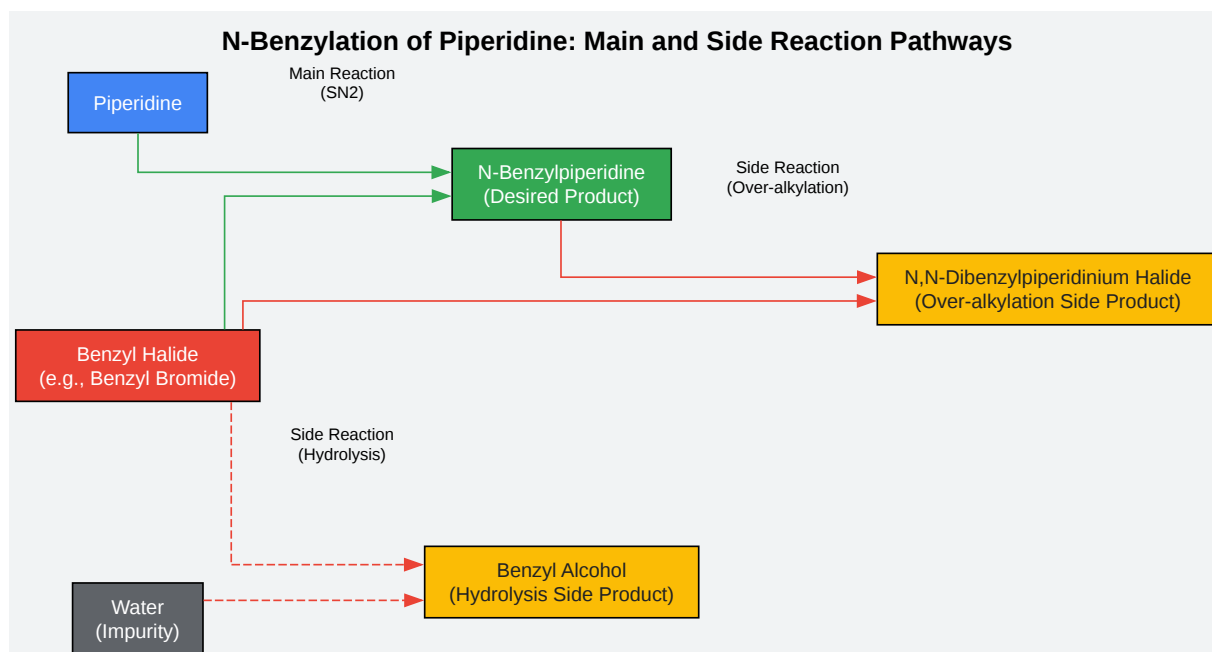 N-Benzylation of Piperidine: Main and Side Reaction Pathways
Main Reaction
(SN2)
Piperidine
N-Benzylpiperidine
(Desired Product)
Side Reaction
(Over-alkylation)
N,N-Dibenzylpiperidinium Halide
(Over-alkylation Side Product)
Benzyl Halide
(e.g., Benzyl Bromide)
Side Reaction
(Hydrolysis)
Benzyl Alcohol
(Hydrolysis Side Product)
Water
(Impurity)